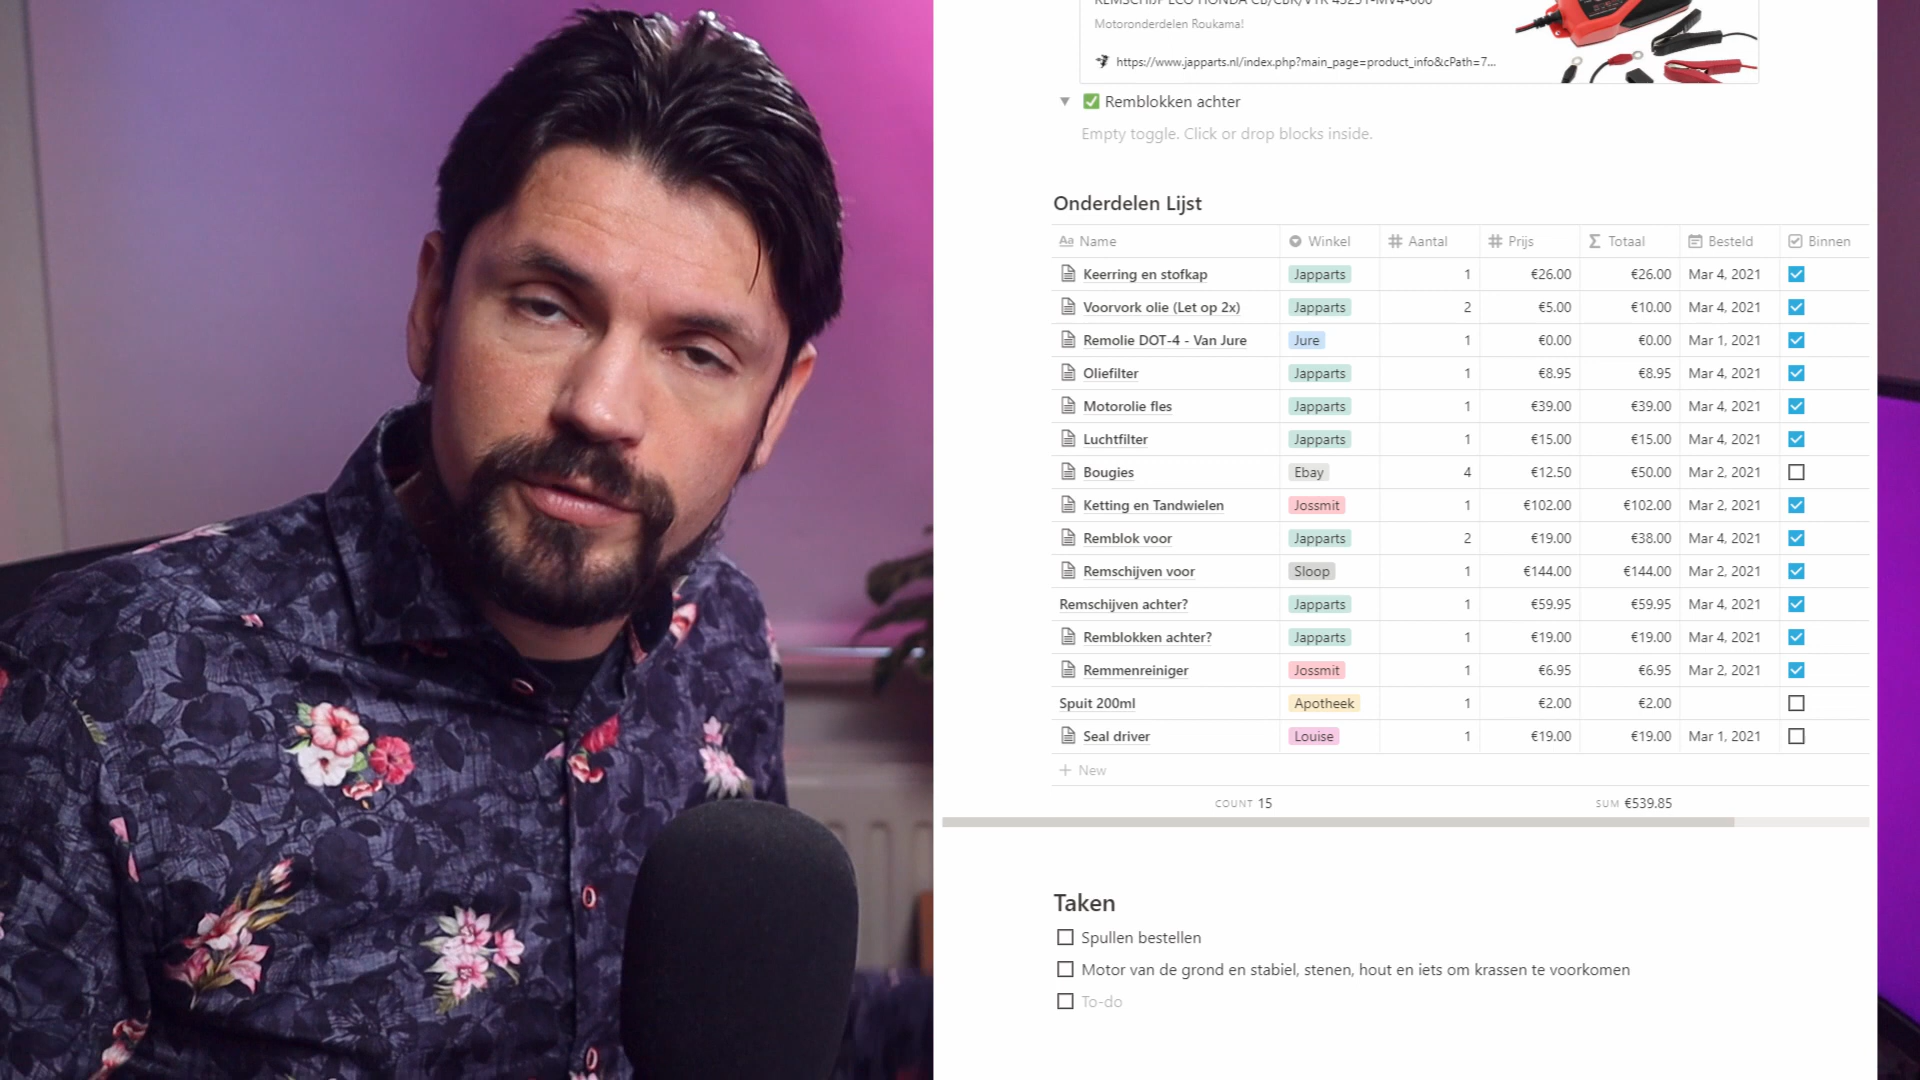 REMSCHIJF ECO HONDA CB/CBR/VTR 45251-MV4-006
Motoronderdelen Roukama!
https://www.japparts.nl/index.php?main_page=product_info&cPath=7...
Remblokken achter
Empty toggle. Click or drop blocks inside.
Onderdelen Lijst
Aa Name Winkel # Aantal # Prijs Σ Totaal Besteld Binnen
Keerring en stofkap Japparts 1 €26.00 €26.00 Mar 4, 2021
Voorvork olie (Let op 2x) Japparts 2 €5.00 €10.00 Mar 4, 2021
Remolie DOT-4 - Van Jure Jure 1 €0.00 €0.00 Mar 1, 2021
Oliefilter Japparts 1 €8.95 €8.95 Mar 4, 2021
Motorolie fles Japparts 1 €39.00 €39.00 Mar 4, 2021
Luchtfilter Japparts 1 €15.00 €15.00 Mar 4, 2021
Bougies Ebay 4 €12.50 €50.00 Mar 2, 2021
Ketting en Tandwielen Jossmit 1 €102.00 €102.00 Mar 2, 2021
Remblok voor Japparts 2 €19.00 €38.00 Mar 4, 2021
Remschijven voor Sloop 1 €144.00 €144.00 Mar 2, 2021
Remschijven achter? Japparts 1 €59.95 €59.95 Mar 4, 2021
Remblokken achter? Japparts 1 €19.00 €19.00 Mar 4, 2021
Remmenreiniger Jossmit 1 €6.95 €6.95 Mar 2, 2021
Spuit 200ml Apotheek 1 €2.00 €2.00
Seal driver Louise 1 €19.00 €19.00 Mar 1, 2021
+ New
COUNT 15 SUM €539.85
Taken
Spullen bestellen
Motor van de grond en stabiel, stenen, hout en iets om krassen te voorkomen
To-do